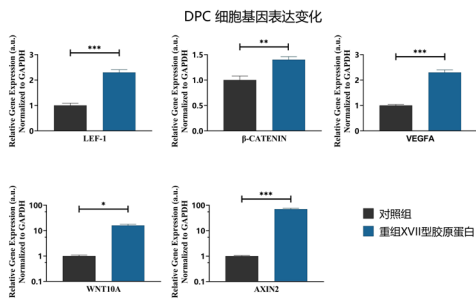 DPC 细胞基因表达变化
Relative Gene Expression (a.u.)
Normalized to GAPDH
3
2
1
0
***
LEF-1
Relative Gene Expression (a.u.)
Normalized to GAPDH
1.5
1.0
0.5
0.0
**
β-CATENIN
Relative Gene Expression (a.u.)
Normalized to GAPDH
3
2
1
0
***
VEGFA
Relative Gene Expression (a.u.)
Normalized to GAPDH
100
10
1
0.1
*
WNT10A
Relative Gene Expression (a.u.)
Normalized to GAPDH
100
10
1
0.1
***
AXIN2
对照组
重组XVII型胶原蛋白